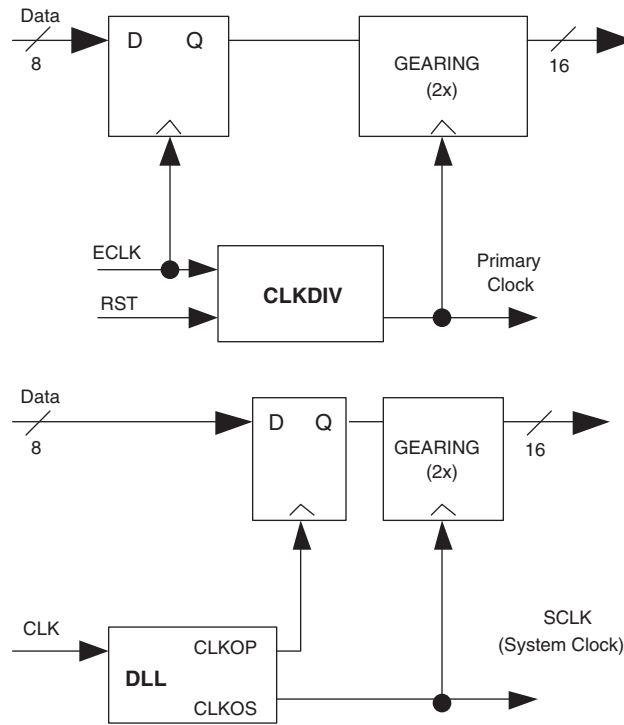 Data
8
D Q
GEARING
(2x)
16
ECLK
RST
CLKDIV
Primary
Clock
Data
8
D Q
GEARING
(2x)
16
CLK
CLKOP
DLL
CLKOS
SCLK
(System Clock)